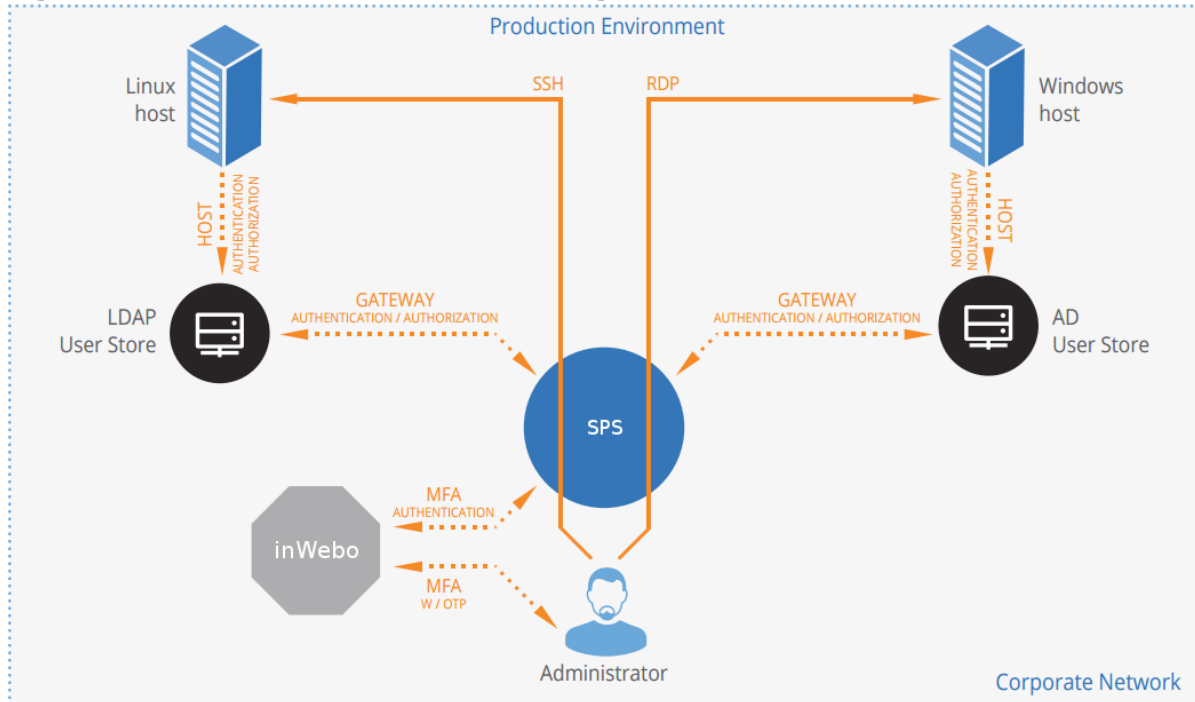 Production Environment
Linux
host
SSH
RDP
Windows
host
HOST
AUTHENTICATION
AUTHORIZATION
HOST
AUTHENTICATION
AUTHORIZATION
LDAP
User Store
GATEWAY
AUTHENTICATION / AUTHORIZATION
GATEWAY
AUTHENTICATION / AUTHORIZATION
AD
User Store
SPS
MFA
AUTHENTICATION
inWebo
MFA
W / OTP
Administrator
Corporate Network